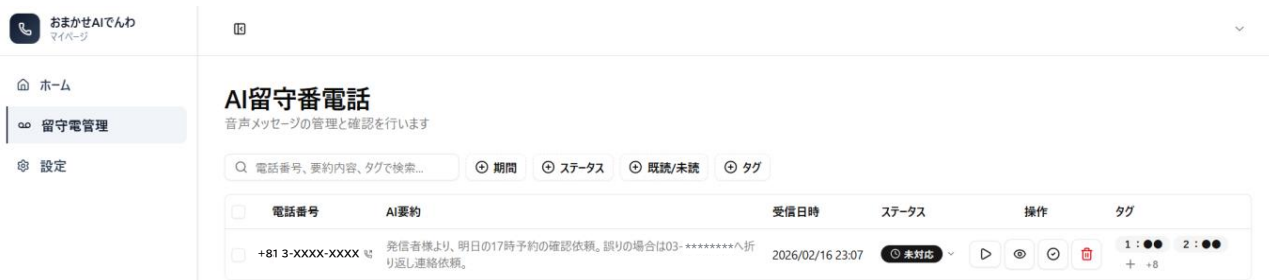 おまかせAIでんわ
マイページ
ホーム
留守電管理
設定
AI留守番電話
音声メッセージの管理と確認を行います
電話番号、要約内容、タグで検索... 期間 ステータス 既読/未読 タグ
電話番号 AI要約 受信日時 ステータス 操作 タグ
+81 3-XXXX-XXXX 発信者様より、明日の17時予約の確認依頼。誤りの場合は03-********へ折
り返し連絡依頼。 2026/02/16 23:07 未対応 1:●● 2:●●
+ +8